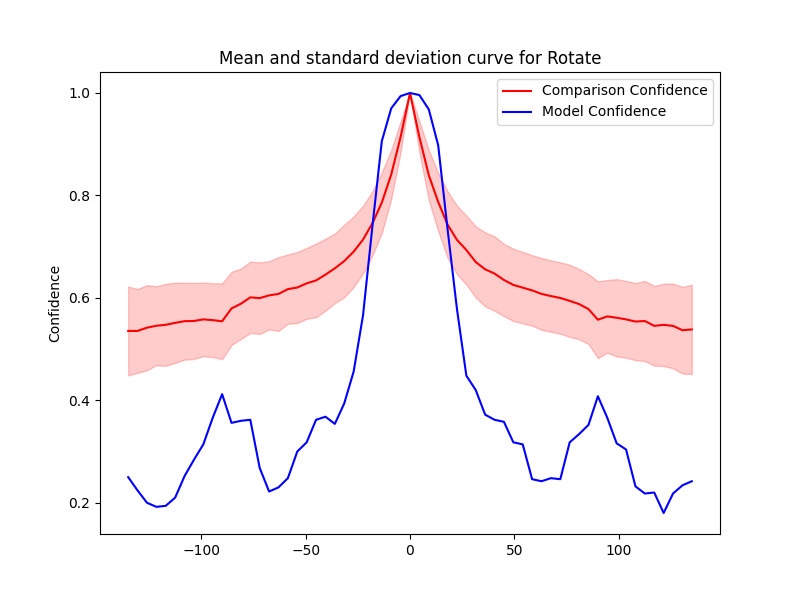 Mean and standard deviation curve for Rotate
Comparison Confidence
Model Confidence
Confidence
1.0
0.8
0.6
0.4
0.2
−100
−50
0
50
100